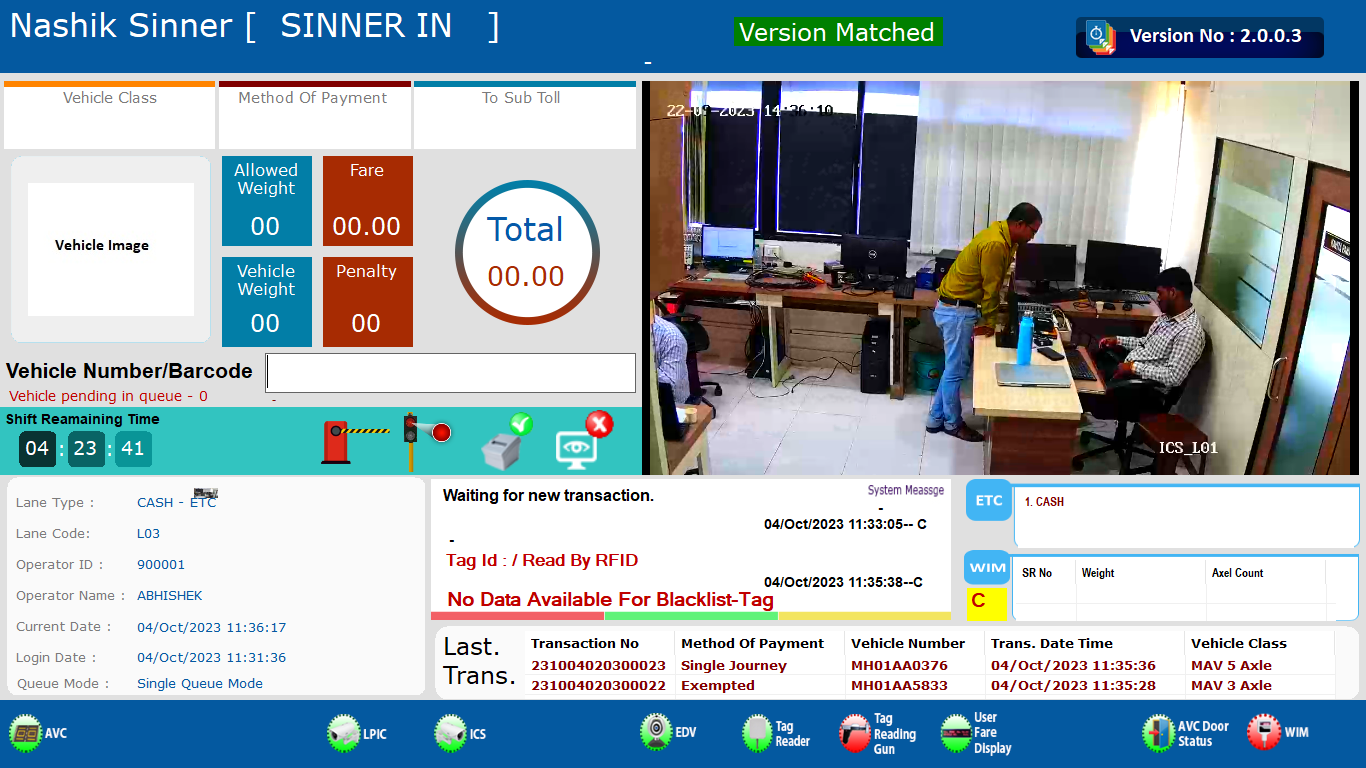 Nashik Sinner [ SINNER IN ]
Version Matched
Version No : 2.0.0.3
-
Vehicle Class
Method Of Payment
To Sub Toll
22-09-2023 14:36:10
Vehicle Image
Allowed Weight
00
Fare
00.00
Vehicle Weight
00
Penalty
00
Total
00.00
Vehicle Number/Barcode
Vehicle pending in queue - 0
-
Shift Reamaining Time
04 : 23 : 41
ICS_L01
Lane Type : CASH - ETC
Lane Code: L03
Operator ID : 900001
Operator Name : ABHISHEK
Current Date : 04/Oct/2023 11:36:17
Login Date : 04/Oct/2023 11:31:36
Queue Mode : Single Queue Mode
Waiting for new transaction.
System Meassge
-
04/Oct/2023 11:33:05-- C
-
Tag Id : / Read By RFID
04/Oct/2023 11:35:38--C
No Data Available For Blacklist-Tag
ETC
1. CASH
WIM
C
SR No Weight Axel Count
Last. Trans.
Transaction No Method Of Payment Vehicle Number Trans. Date Time Vehicle Class
231004020300023 Single Journey MH01AA0376 04/Oct/2023 11:35:36 MAV 5 Axle
231004020300022 Exempted MH01AA5833 04/Oct/2023 11:35:28 MAV 3 Axle
AVC
LPIC
ICS
EDV
Tag Reader
Tag Reading Gun
User Fare Display
AVC Door Status
WIM